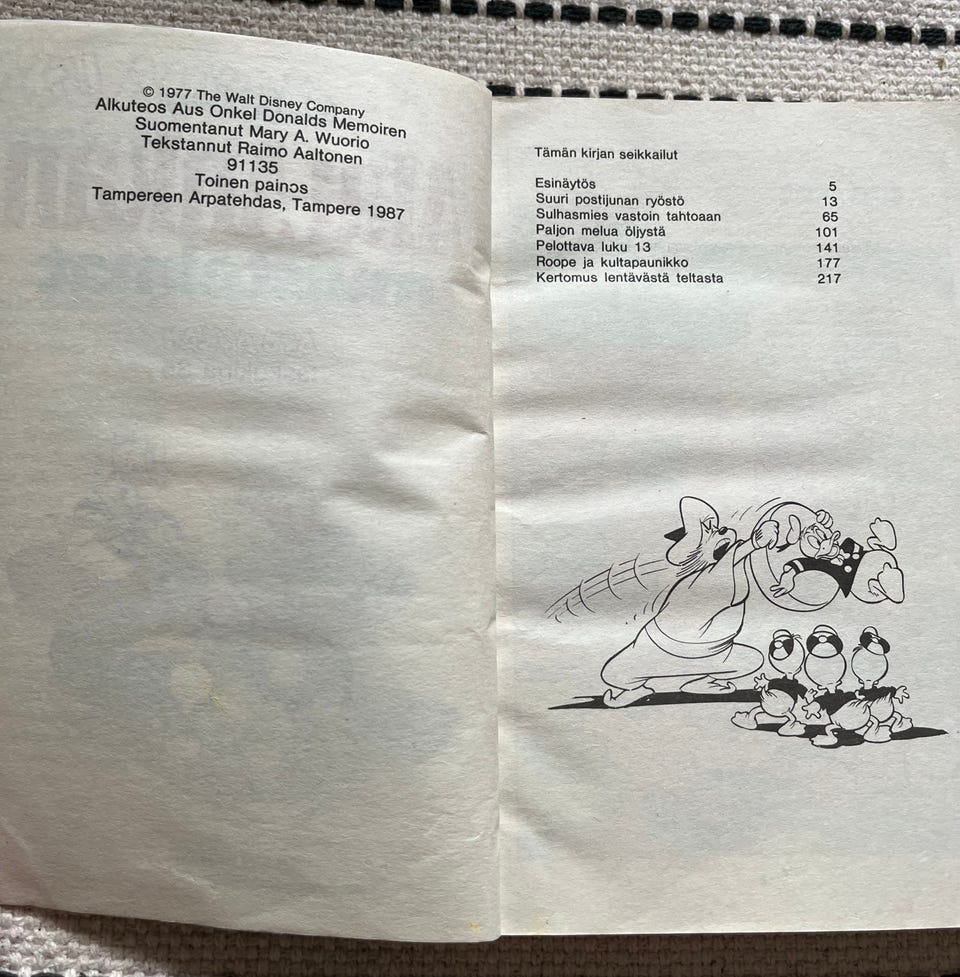 © 1977 The Walt Disney Company
Alkuteos Aus Onkel Donalds Memoiren
Suomentanut Mary A. Wuorio
Tekstannut Raimo Aaltonen
91135
Toinen painos
Tampereen Arpatehdas, Tampere 1987
Tämän kirjan seikkailut
Esinäytös 5
Suuri postijunan ryöstö 13
Sulhasmies vastoin tahtoaan 65
Paljon melua öljystä 101
Pelottava luku 13 141
Roope ja kultapaunikko 177
Kertomus lentävästä teltasta 217